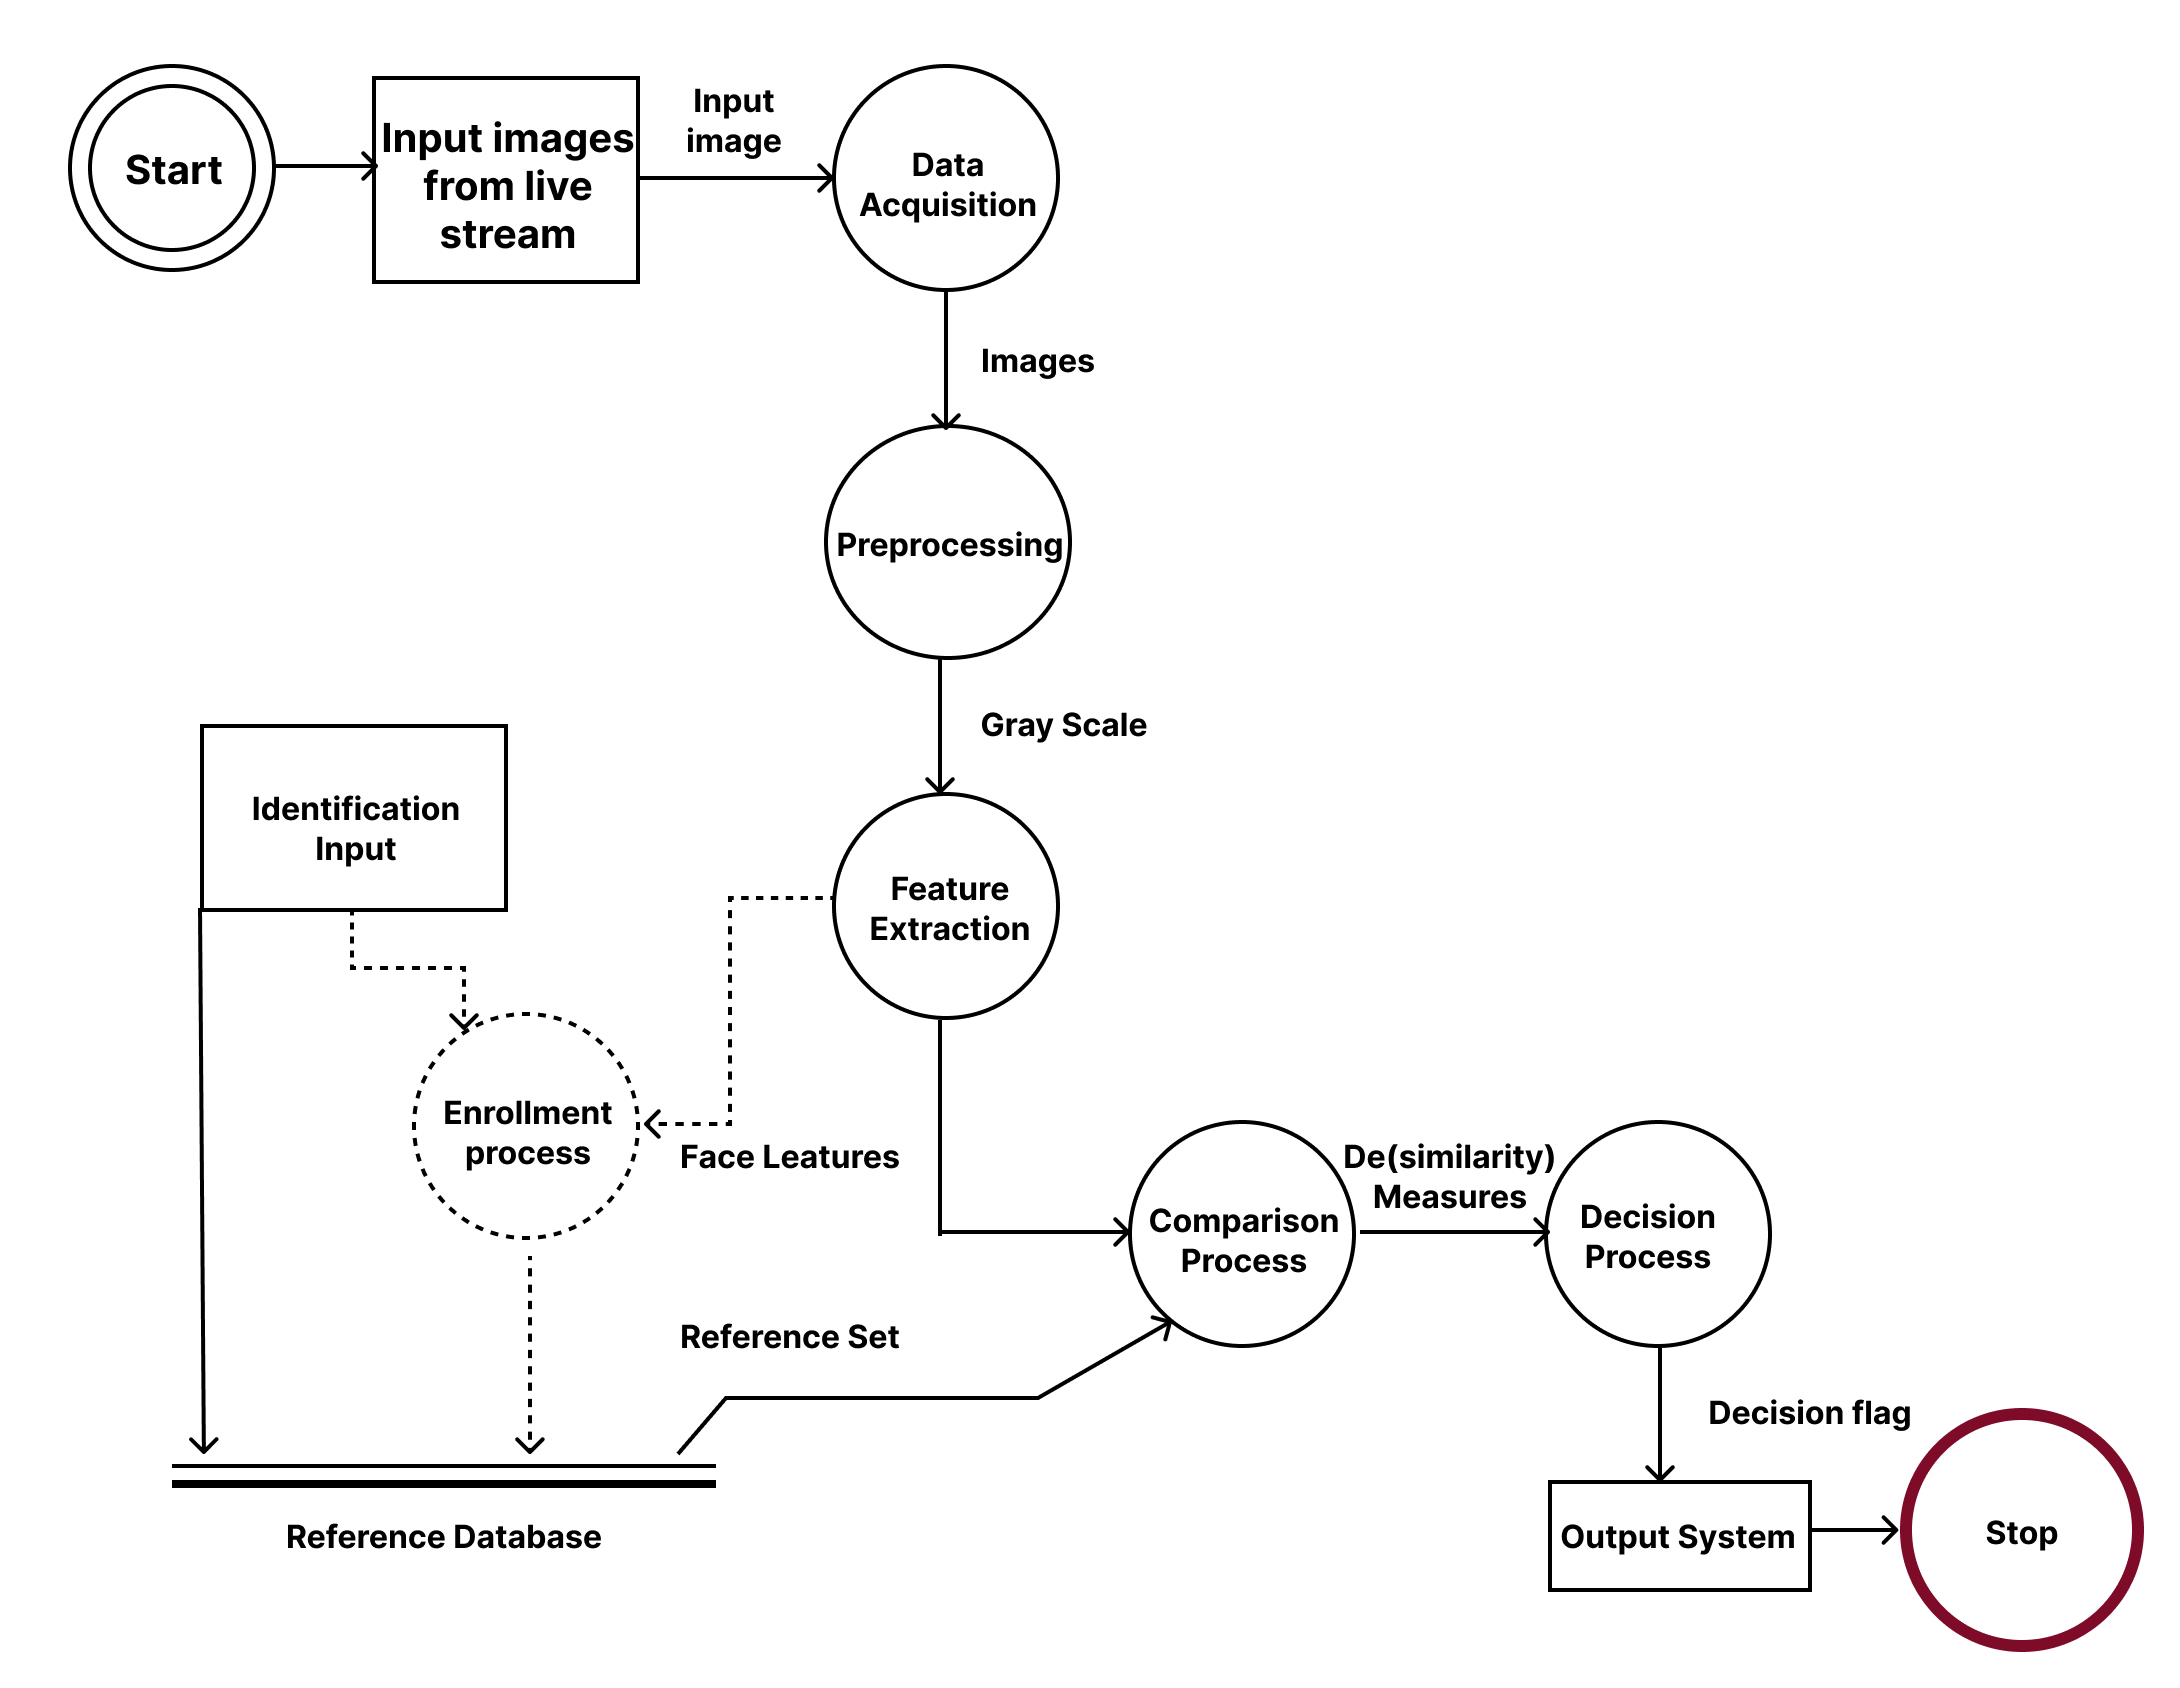 Start
Input images
from live
stream
Input
image
Data
Acquisition
Images
Preprocessing
Gray Scale
Identification
Input
Feature
Extraction
Enrollment
process
Face Leatures
Comparison
Process
De(similarity)
Measures
Decision
Process
Reference Set
Decision flag
Reference Database
Output System
Stop